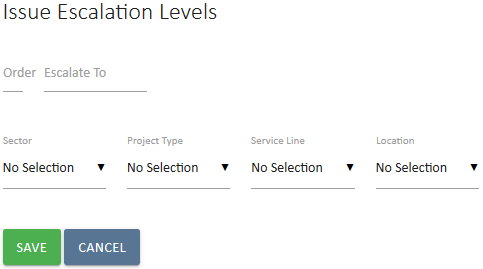 Issue Escalation Levels
Order Escalate To
Sector Project Type Service Line Location
No Selection ▼ No Selection ▼ No Selection ▼ No Selection ▼
SAVE CANCEL